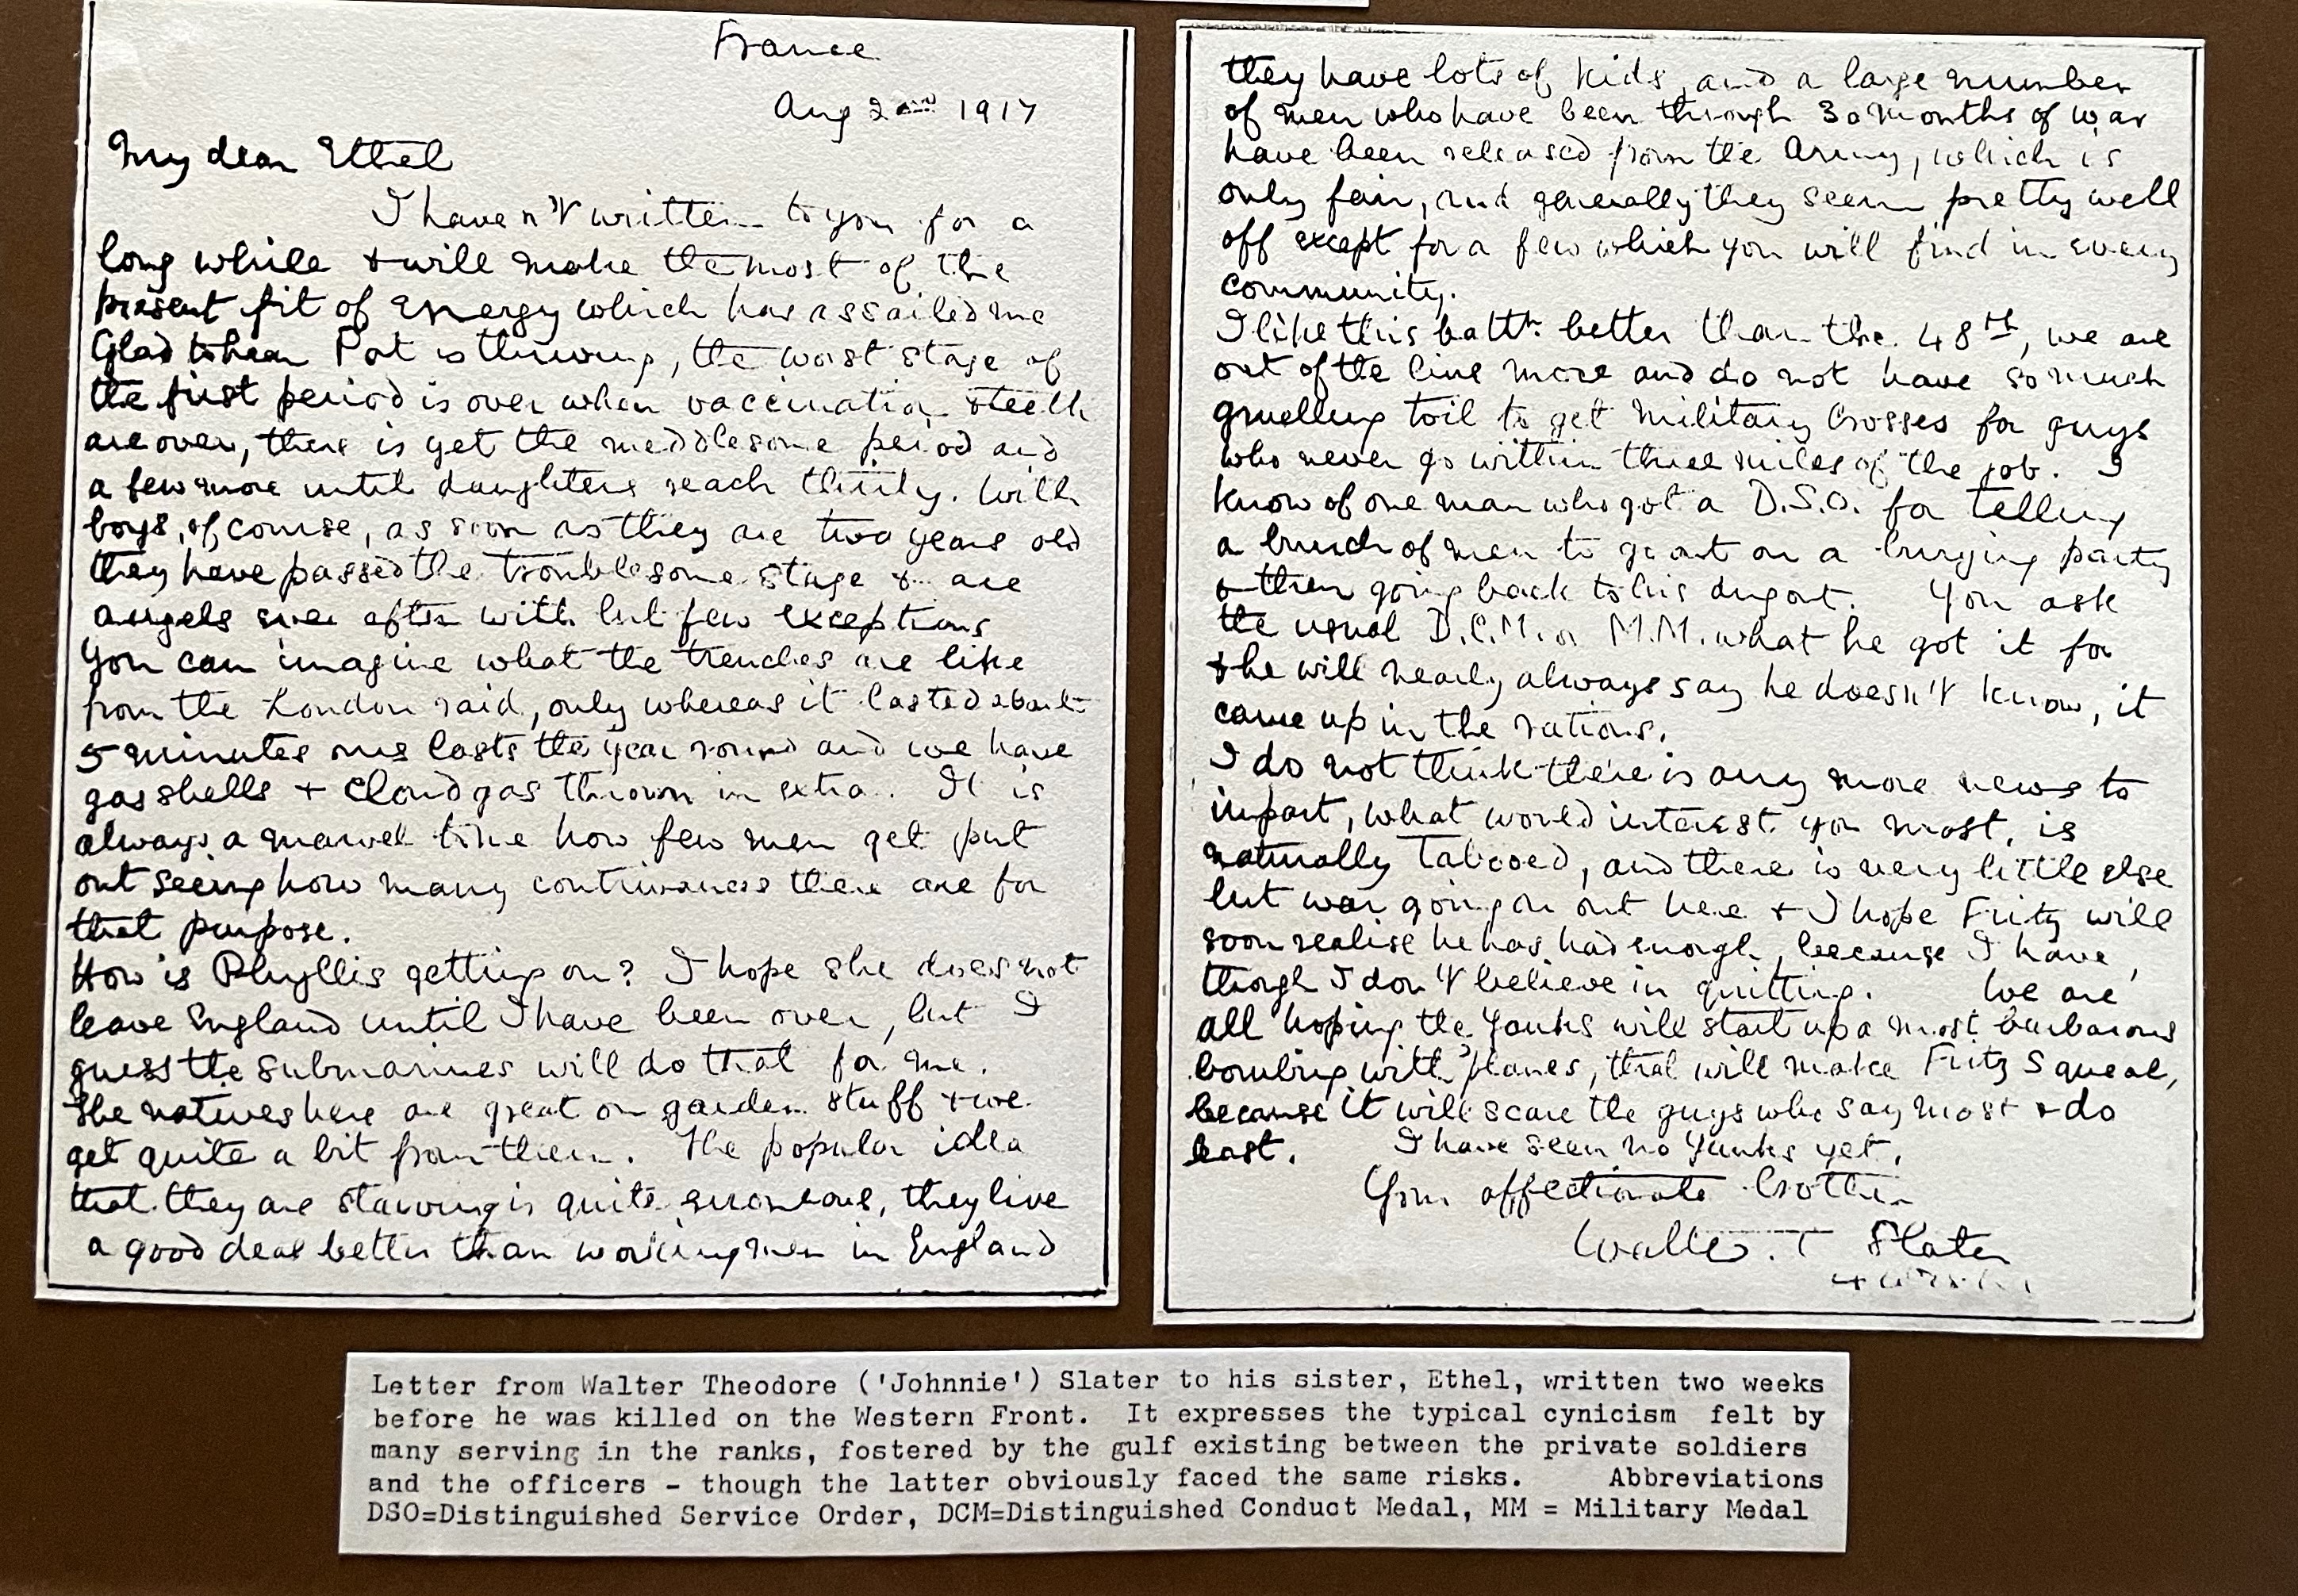 France
Aug 2nd 1917
My dear Ethel
I haven't written to you for a
long while & will make the most of the
present fit of energy which has assailed me
Glad to hear Pat is thriving, the worst stage of
the first period is over when vaccination & teeth
are over, there is yet the meddlesome period and
a few more until daughters reach thirty. With
boys, of course, as soon as they are two years old
they have passed the troublesome stage & are
angels ever after with but few exceptions
You can imagine what the trenches are like
from the London raid, only whereas it lasted about
5 minutes ours lasts the year round and we have
gas shells + cloud gas thrown in extra. It is
always a marvel to me how few men get put
out seeing how many contrivances there are for
that purpose.
How is Phyllis getting on? I hope she does not
leave England until I have been over, but I
guess the submarines will do that for me.
The natives here are great on garden stuff & we
get quite a bit from them. The popular idea
that they are starving is quite erroneous, they live
a good deal better than workingmen in England
they have lots of kids, and a large number
of men who have been through 30 months of war
have been released from the Army, which is
only fair, and generally they seem pretty well
off except for a few which you will find in every
community.
I like this battn. better than the 48th, we are
out of the line more and do not have so much
gruelling toil to get Military Crosses for guys
who never go within three miles of the job. I
know of one man who got a D.S.O. for telling
a bunch of men to go out on a burying party
& then going back to his dugout. You ask
the usual D.C.M. or M.M. what he got it for
& he will nearly always say he doesn't know, it
came up in the rations.
I do not think there is any more news to
impart, what would interest you most, is
naturally tabooed, and there is very little else
but war going on out here & I hope Fritz will
soon realise he has had enough, because I have,
though I don't believe in quitting. We are
all hoping the Yanks will start up a most barbarous
bombing with 'planes, that will make Fritz squeal,
because it will scare the guys who say most & do
least. I have seen no Yanks yet.
Your affectionate brother
Walter. T Slater
Letter from Walter Theodore ('Johnnie') Slater to his sister, Ethel, written two weeks
before he was killed on the Western Front. It expresses the typical cynicism felt by
many serving in the ranks, fostered by the gulf existing between the private soldiers
and the officers - though the latter obviously faced the same risks. Abbreviations
DSO=Distinguished Service Order, DCM=Distinguished Conduct Medal, MM = Military Medal